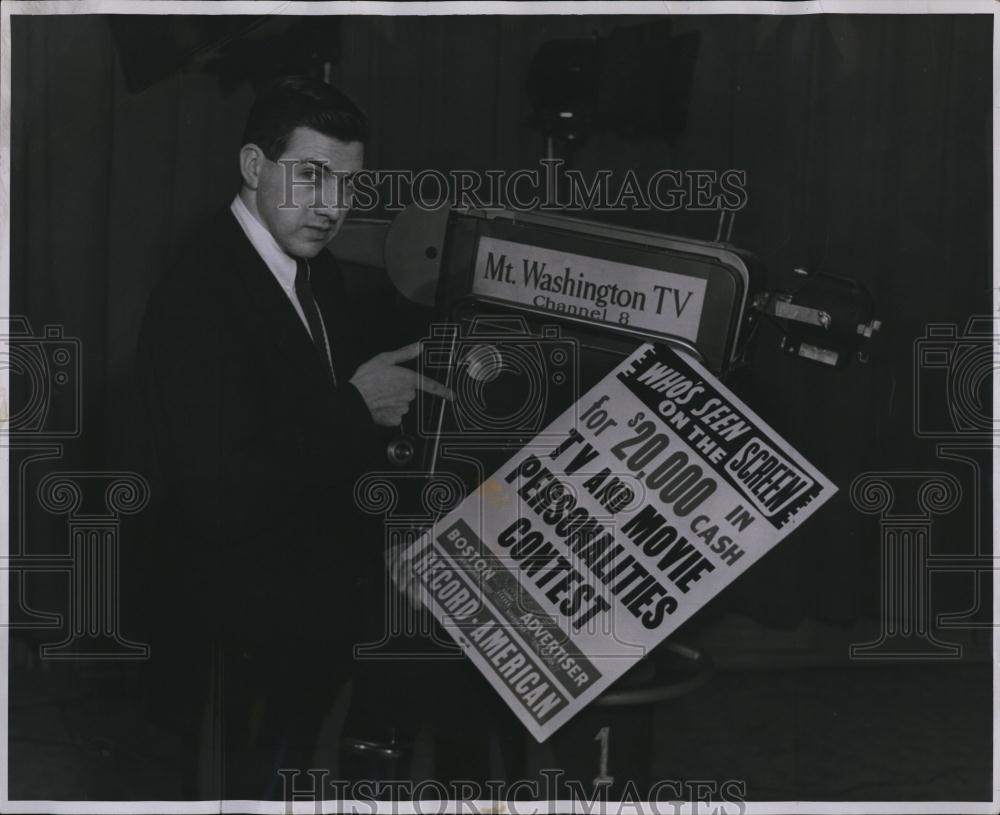 HISTORIC IMAGES
Mt. Washington TV
Channel 8
WHO'S SEEN
ON THE SCREEN
for $20,000 IN CASH
TV AND MOVIE
PERSONALITIES
CONTEST
BOSTON ADVERTISER
RECORD·AMERICAN
1
HISTORIC IMAGES